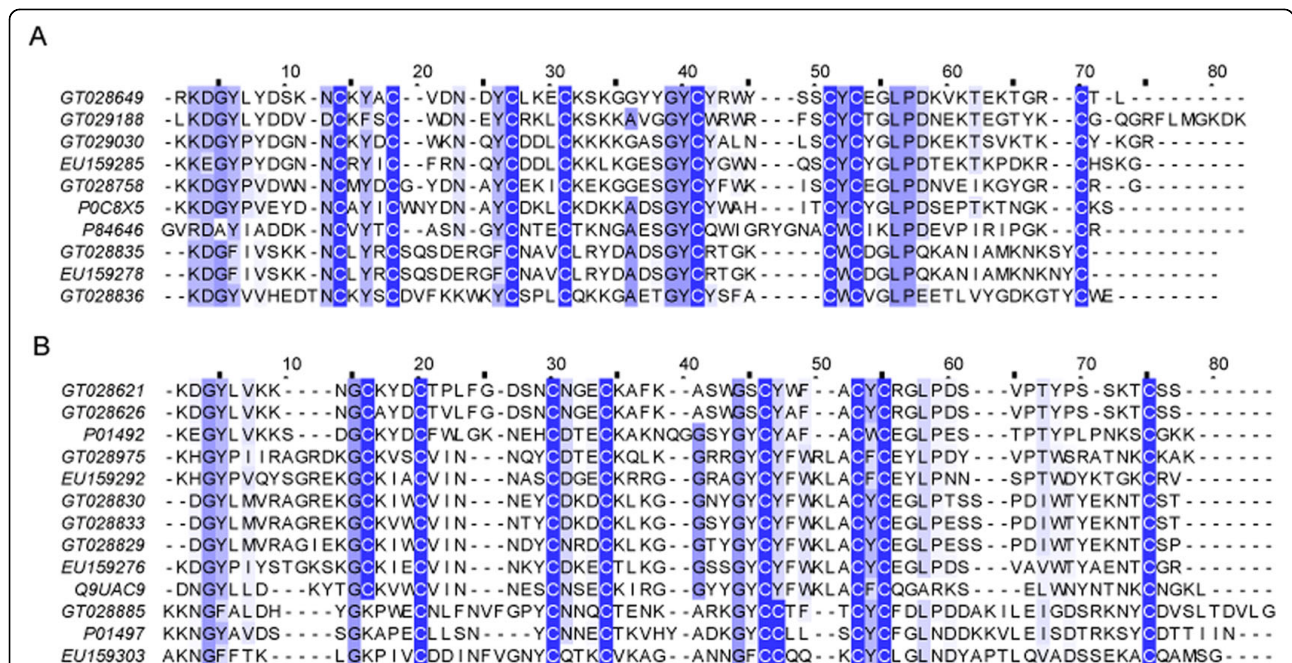 A
10 20 30 40 50 60 70 80
GT028649 -RKDGYLYDSK-NCKYAC--VDN-DYCLKECKSKGGYYGYCYRWY---SSCYCEGLPDKVKTEKTGR--CT-L-------
GT029188 -LKDGYLYDDV-DCKFSC--WDN-EYCRKLCKSKKAVGGYCWRWR---FSCYCTGLPDNEKTEGTYK--CG-QGRFLMGKDK
GT029030 -KKDGYPYDGK-NCKYDC--WKN-QYCDDLCKKKKGASGYCYALN---LSCYCYGLPDKEKTSVKTK--CY-KGR-----
EU159285 -KKEGYPYDGN-NCRYIC--FRN-QYCDDLCKKLKGESGYCYGWN---QSCYCYGLPDTEKTKPDKR--CHSKG------
GT028758 -KKDGYPVDWN-NCMYDCG-YDN-AYCEKICKEKGGESGYCYFWK---ISCYCEGLPDNVEIKGYGR--CR--G------
P0C8X5 -KKDGYPVEYD-NCAYICWNYDN-AYCDKLCKDKKADSGYCYWAH---ITCYCYGLPDSEPTKTNGK--CKS--------
P84646 GVRDAYIADDK-NCVYTC--ASN-GYCNTECTKNGAESGYCQWIGRYGNACWCIKLPDEVPIRIPGK--CR---------
GT028835 --KDGFIVSKK-NCLYRCSQSDERGFCNAVCLRYDADSGYCRTGK-----CWCDGLPQKANIAMKNKSYC----------
EU159278 --KDGFIVSKK-NCLYRCSQSDERGFCNAVCLRYDADSGYCRTGK-----CWCDGLPQKANIAMKNKNYC----------
GT028836 --KDGYVVHEDTNCKYSCDVFKKWKYCSPLCQKKGAETGYCYSFA-----CWCVGLPEETLVYGDKGTYCWE--------
B
10 20 30 40 50 60 70 80
GT028621 -KDGYLVKK----NGCKYDCTPLFG-DSNCNGECKAFK--ASWGSCYWF--ACYCRGLPDS---VPTYPS-SKTCSS-------
GT028626 -KDGYLVKK----NGCAYDCTVLFG-DSNCNGECKAFK--ASWGSCYAF--ACYCRGLPDS---VPTYPS-SKTCSS-------
P01492 -KEGYLVKKS---DGCKYDCFWLGK-NEHCDTECKAKNQGGSYGYCYAF--ACWCEGLPES---TPTYPLPNKSCGKK------
GT028975 -KHGYPIIRAGRDKGCKVSCVIN---NQYCDTECKQLK--GRRGYCYFWRLACFCEYLPDY---VPTWSRATNKCKAK------
EU159292 -KHGYPVQYSGREKGCKIACVIN---NASCDGECKRRG--GRAGYCYFWKLACFCEYLPNN---SPTWDYKTGKCRV-------
GT028830 --DGYLMVRAGREKGCKIWCVIN---NEYCDKDCKLKG--GNYGYCYFWKLACYCEGLPTSS--PDIWTYEKNTCST-------
GT028833 --DGYLMVRAGREKGCKVWCVIN---NTYCDKDCKLKG--GSYGYCYFWKLACYCEGLPESS--PDIWTYEKNTCST-------
GT028829 --DGYLMVRAGIEKGCKIWCVIN---NDYCNRDCKLKG--GTYGYCYFWKLACYCEGLPESS--PDIWTYEKNTCSP-------
EU159276 -KDGYPIYSTGKSKGCKIECVIN---NKYCDKECTLKG--GSSGYCYFWKLACYCEGLPDS---VAVWTYAENTCGR-------
Q9UAC9 -DNGYLLD---KYTGCKVWCVIN---NESCNSECKIRG--GYYGYCYFWKLACFCQGARKS---ELWNYNTNKCNGKL-----
GT028885 KKNGFALDH----YGKPWECNLFNVFGPYCNNQCTENK--ARKGYCCTF--TCYCFDLPDDAKILEIGDSRKNYCDVSLTDVLG
P01497 KKNGYAVDS----SGKAPECLLSN-----YCNNECTKVHY-ADKGYCCLL--SCYCFGLNDDKKVLEISDTRKSYCDTTIIN---
EU159303 AKNGFFTK-----LGKPIVCDDINFVGNYCQTKCVKAG--ANNGFCCQQ--KCYCLGLNDYAPTLQVADSSEKACQAMSG----